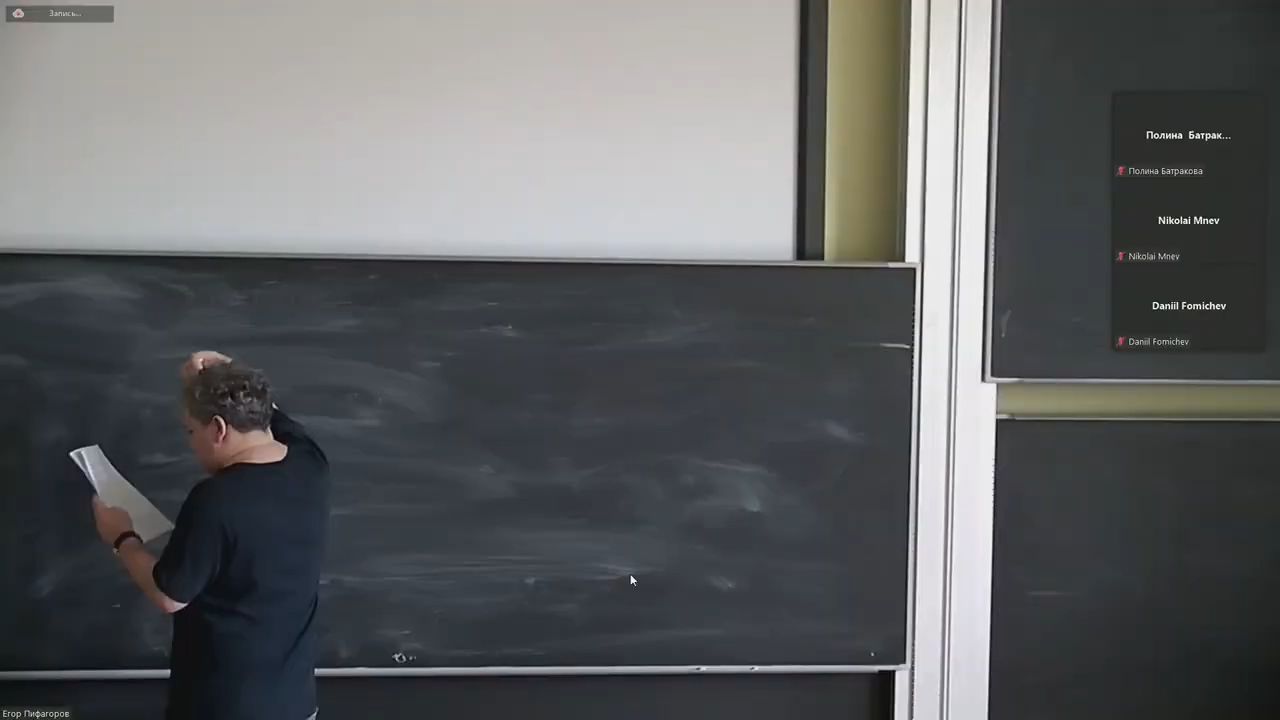 Запись...
Полина Батрак...
Полина Батракова
Nikolai Mnev
Nikolai Mnev
Daniil Fomichev
Daniil Fomichev
Егор Пифагоров